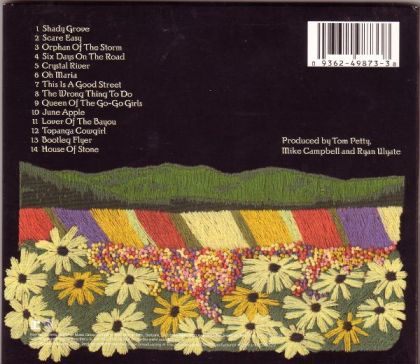 1 Shady Grove
2 Scare Easy
3 Orphan Of The Storm
4 Six Days On The Road
5 Crystal River
6 Oh Maria
7 This Is A Good Street
8 The Wrong Thing To Do
9 Queen Of The Go-Go Girls
10 June Apple
11 Lover Of The Bayou
12 Topanga Cowgirl
13 Bootleg Flyer
14 House Of Stone
0 9362-49873-3 8
Produced by Tom Petty,
Mike Campbell and Ryan Ulyate